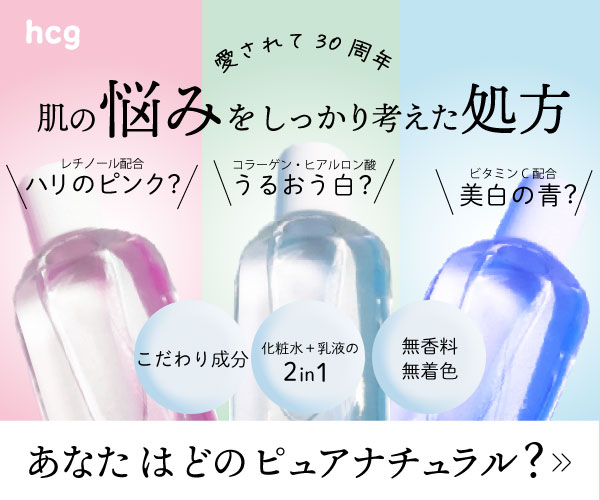 hcg
愛されて30周年
肌の悩みをしっかり考えた処方
レチノール配合
ハリのピンク?
コラーゲン・ヒアルロン酸
うるおう白?
ビタミンC配合
美白の青?
こだわり成分
化粧水+乳液の
2in1
無香料
無着色
あなたはどのピュアナチュラル?»